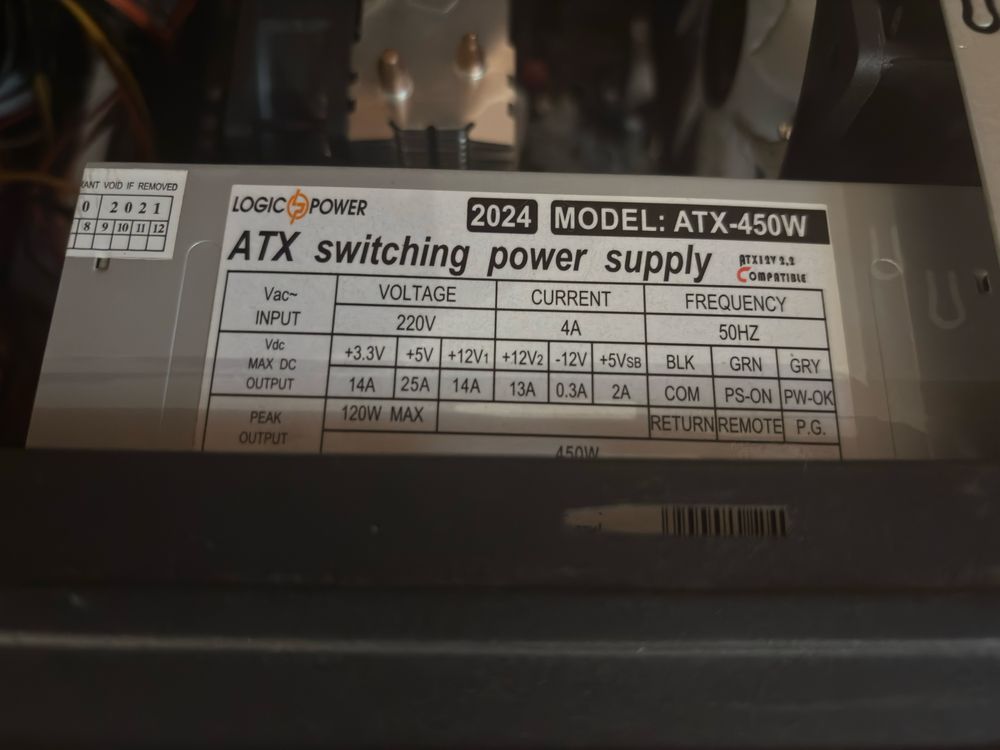 VOID IF REMOVED
0 2021
8 9 10 11 12
LOGIC POWER
2024 MODEL: ATX-450W
ATX switching power supply
ATX12V 2.2
COMPATIBLE
Vac~ INPUT VOLTAGE CURRENT FREQUENCY
220V 4A 50HZ
Vdc MAX DC OUTPUT +3.3V +5V +12V1 +12V2 -12V +5VSB BLK GRN GRY
14A 25A 14A 13A 0.3A 2A COM PS-ON PW-OK
PEAK OUTPUT 120W MAX RETURN REMOTE P.G.
450W